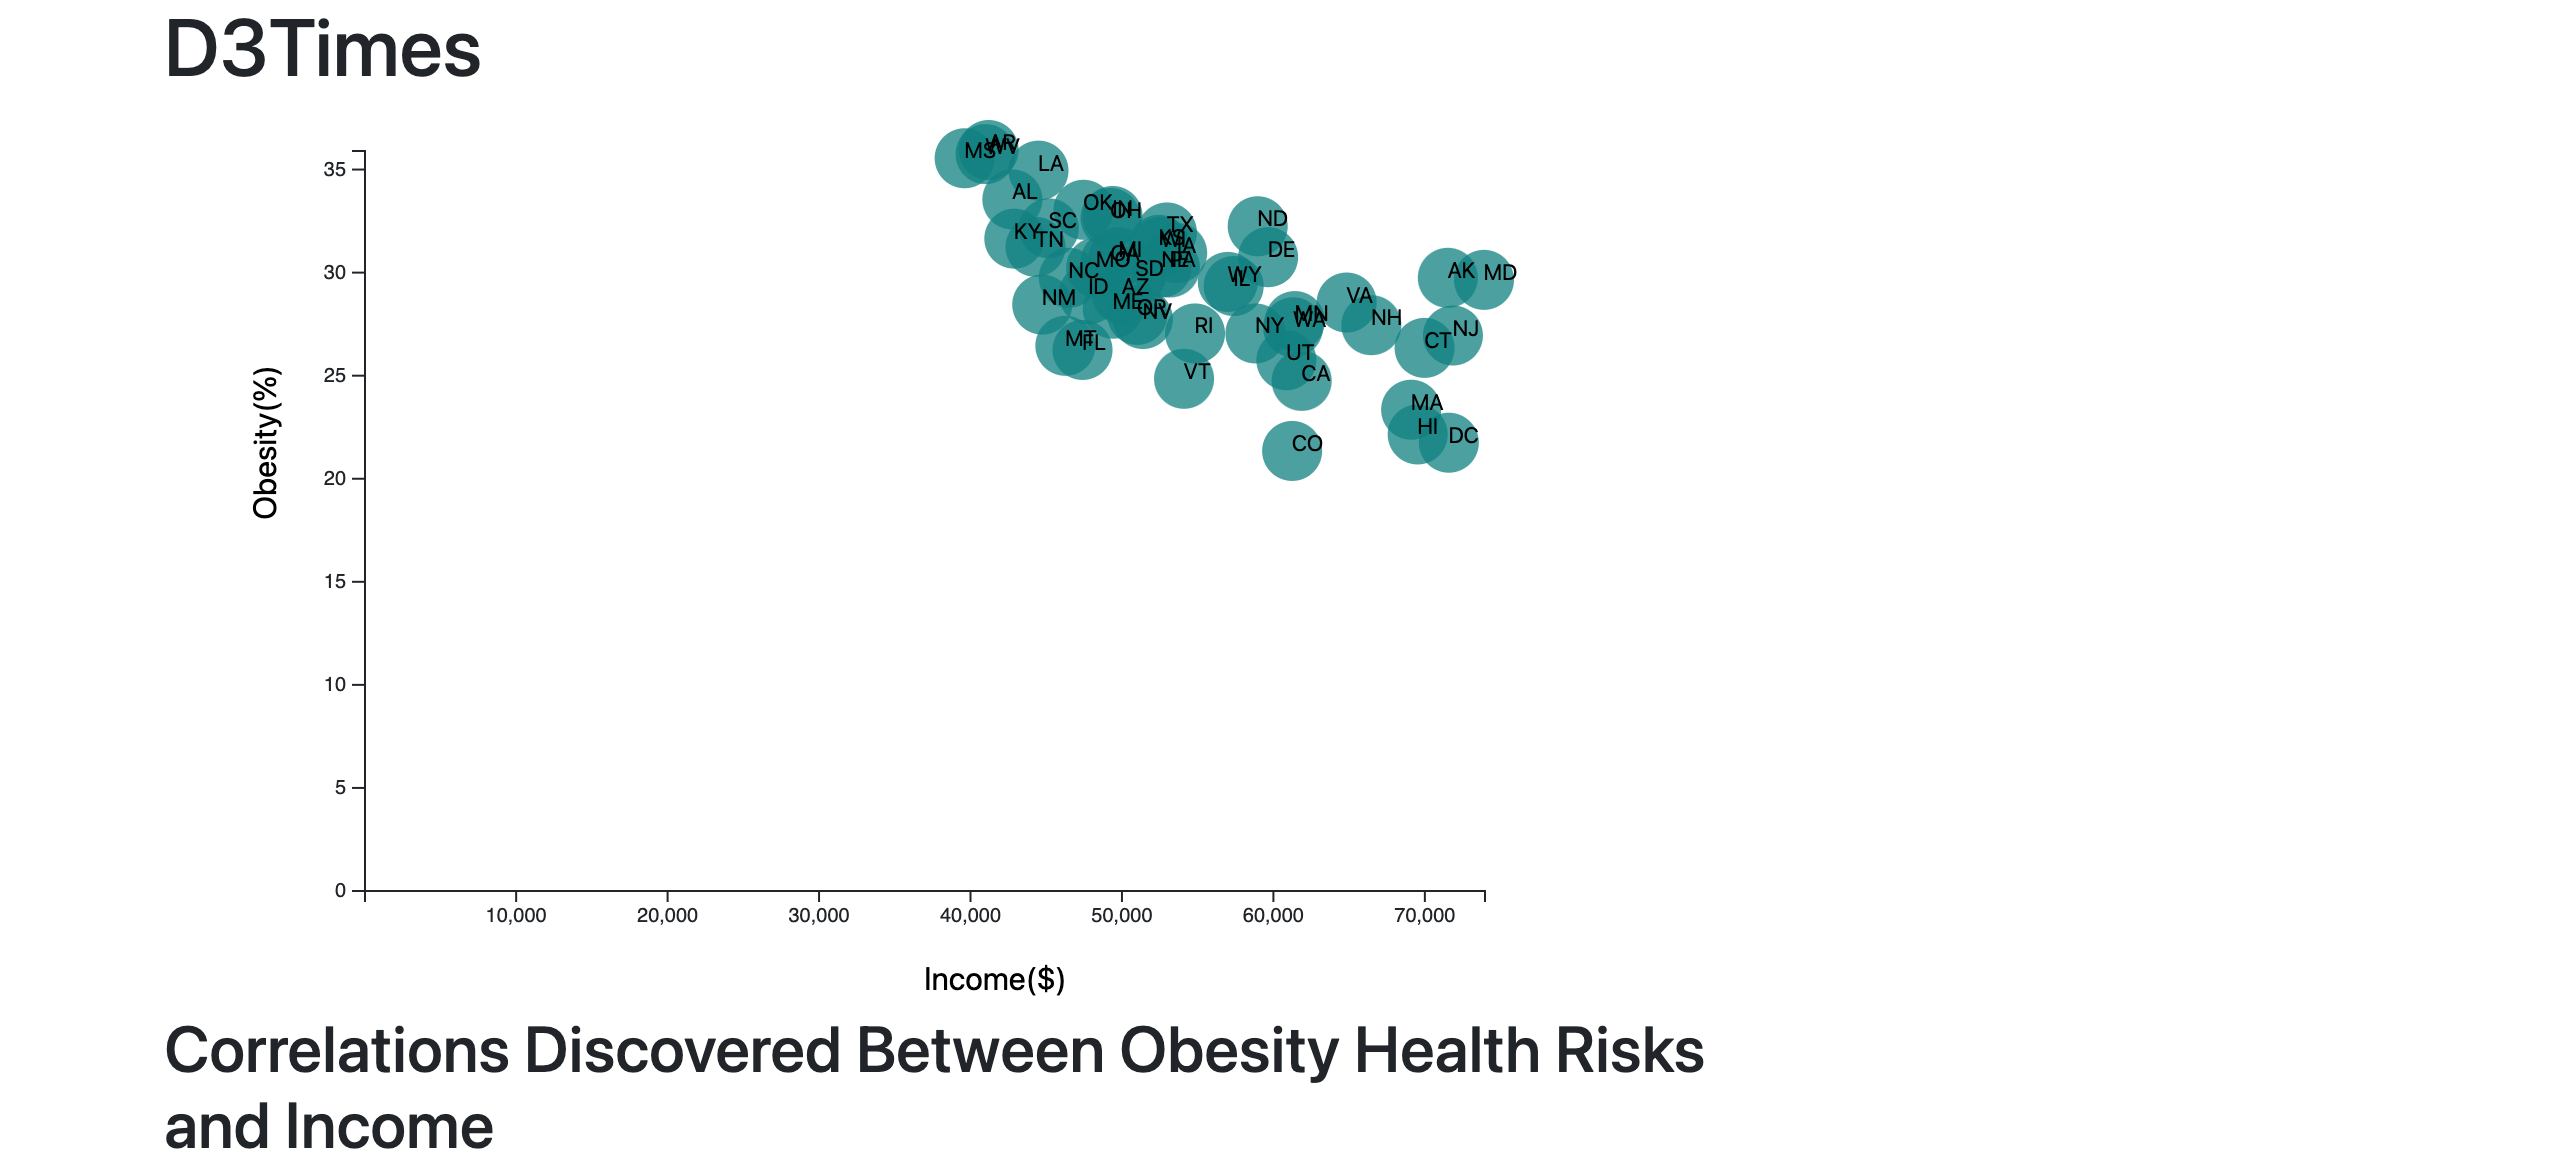 D3Times
35
30
25
20
15
10
5
0
Obesity(%)
MS
WV
LA
AL
OK
SC
KY
TN
TX
ND
DE
MI
MO
NC
SD
ID
AZ
NM
ME
NV
WY
IL
AK
MD
VA
NH
RI
NY
MN
WA
NJ
CT
MT
FL
UT
VT
CA
MA
HI
DC
CO
10,000
20,000
30,000
40,000
50,000
60,000
70,000
Income($)
Correlations Discovered Between Obesity Health Risks
and Income